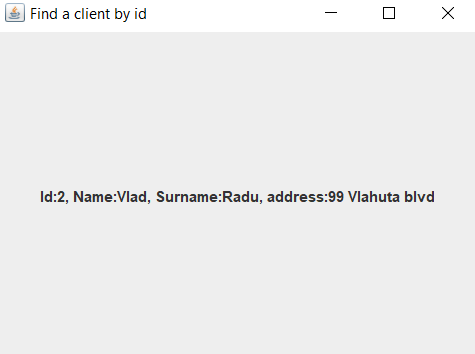 Find a client by id
Id:2, Name:Vlad, Surname:Radu, address:99 Vlahuta blvd